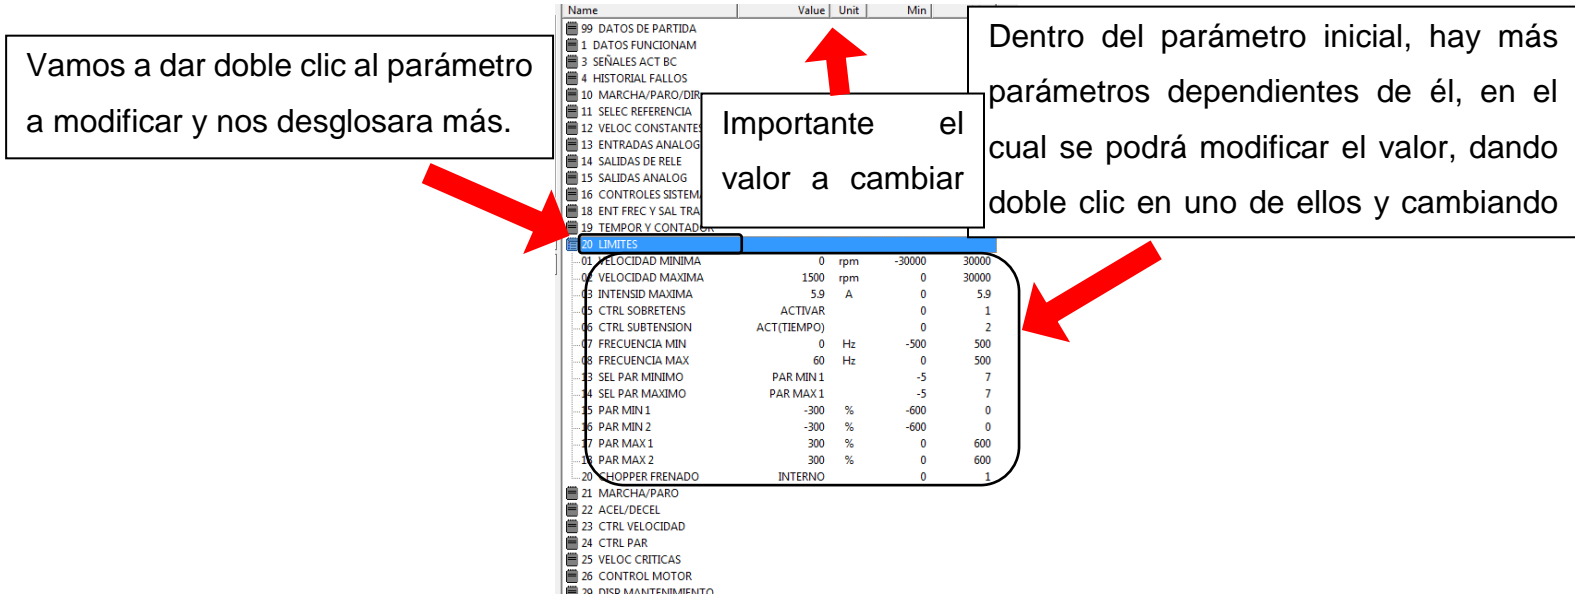 Vamos a dar doble clic al parámetro
a modificar y nos desglosara más.
Importante el
valor a cambiar
Dentro del parámetro inicial, hay más
parámetros dependientes de él, en el
cual se podrá modificar el valor, dando
doble clic en uno de ellos y cambiando
Name Value Unit Min
99 DATOS DE PARTIDA
1 DATOS FUNCIONAM
3 SEÑALES ACT BC
4 HISTORIAL FALLOS
10 MARCHA/PARO/DIR
11 SELEC REFERENCIA
12 VELOC CONSTANTES
13 ENTRADAS ANALOG
14 SALIDAS DE RELE
15 SALIDAS ANALOG
16 CONTROLES SISTEMA
18 ENT FREC Y SAL TRA
19 TEMPOR Y CONTADOR
20 LIMITES
01 VELOCIDAD MINIMA 0 rpm -30000 30000
02 VELOCIDAD MAXIMA 1500 rpm 0 30000
03 INTENSID MAXIMA 5.9 A 0 5.9
05 CTRL SOBRETENS ACTIVAR 0 1
06 CTRL SUBTENSION ACT(TIEMPO) 0 2
07 FRECUENCIA MIN 0 Hz -500 500
08 FRECUENCIA MAX 60 Hz 0 500
13 SEL PAR MINIMO PAR MIN 1 -5 7
14 SEL PAR MAXIMO PAR MAX 1 -5 7
15 PAR MIN 1 -300 % -600 0
16 PAR MIN 2 -300 % -600 0
17 PAR MAX 1 300 % 0 600
18 PAR MAX 2 300 % 0 600
20 CHOPPER FRENADO INTERNO 0 1
21 MARCHA/PARO
22 ACEL/DECEL
23 CTRL VELOCIDAD
24 CTRL PAR
25 VELOC CRITICAS
26 CONTROL MOTOR
29 DISP MANTENIMIENTO